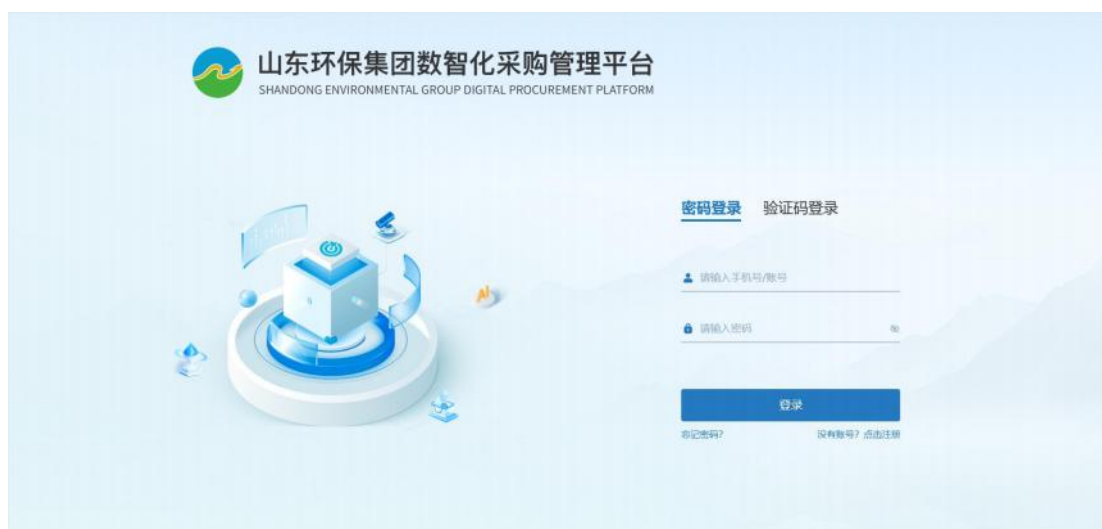 山东环保集团数智化采购管理平台
SHANDONG ENVIRONMENTAL GROUP DIGITAL PROCUREMENT PLATFORM
密码登录 验证码登录
请输入手机号/账号
请输入密码
AI
登录
忘记密码? 没有账号? 点击注册